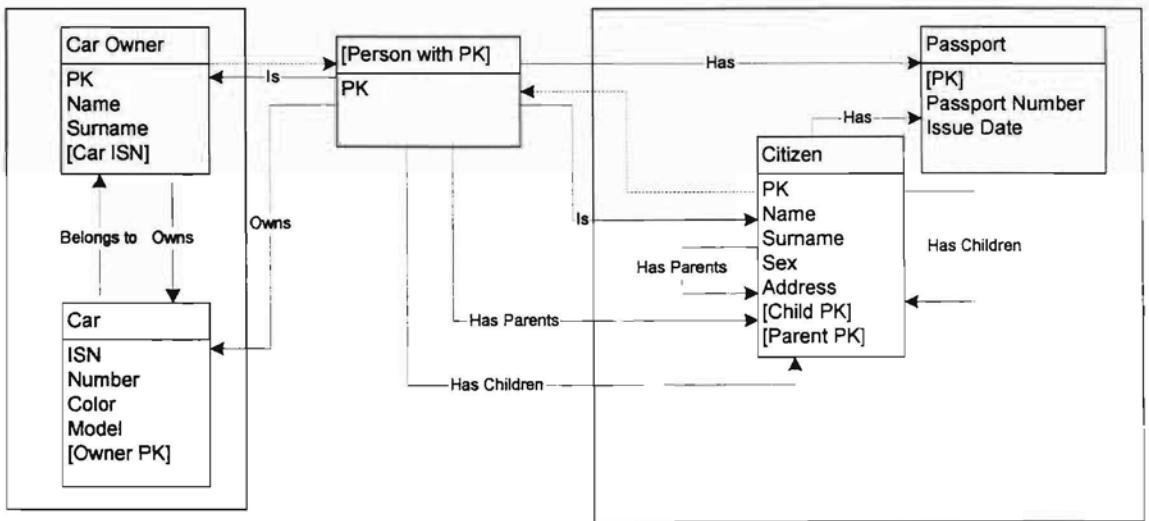 Car Owner
PK
Name
Surname
[Car ISN]
Is
[Person with PK]
PK
Has
Passport
[PK]
Passport Number
Issue Date
Has
Citizen
PK
Name
Surname
Sex
Address
[Child PK]
[Parent PK]
Is
Has Parents
Has Children
Belongs to
Owns
Owns
Car
ISN
Number
Color
Model
[Owner PK]
Has Parents
Has Children